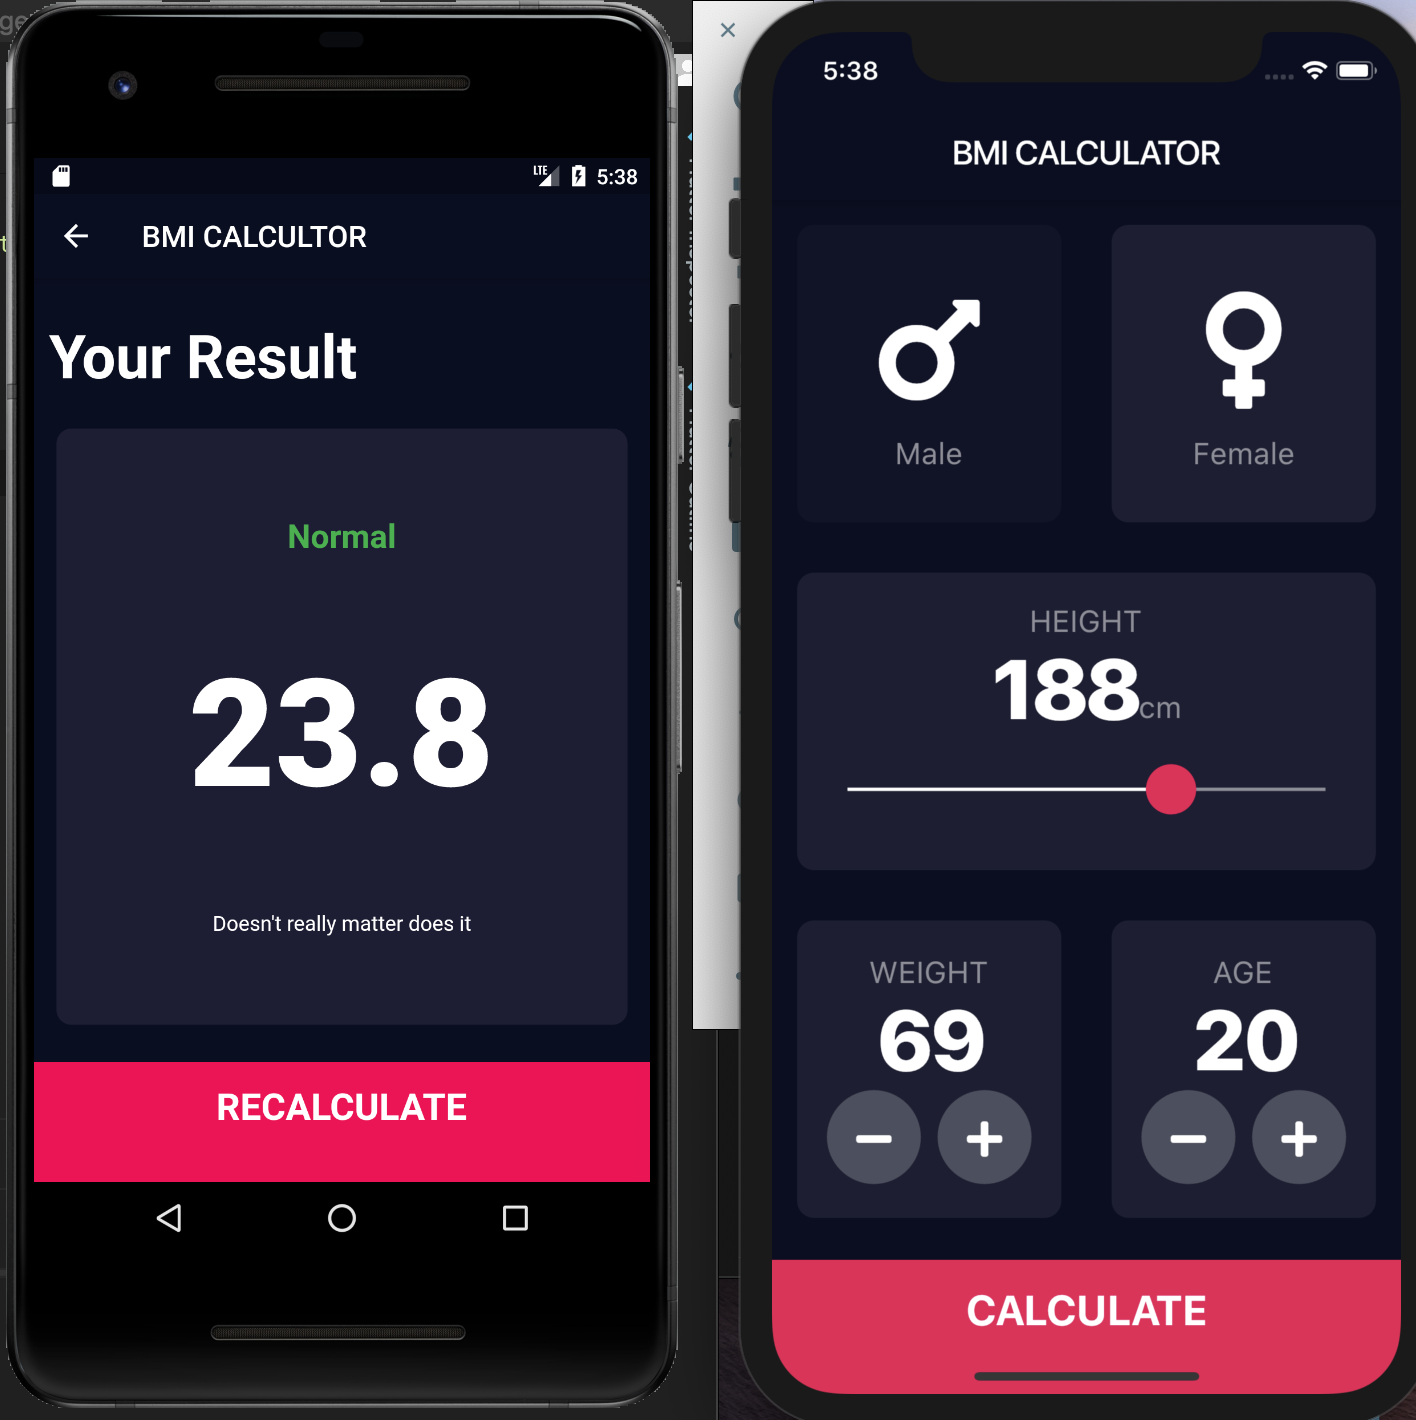 LTE 5:38
BMI CALCULTOR
Your Result
Normal
23.8
Doesn't really matter does it
RECALCULATE
5:38
BMI CALCULATOR
Male
Female
HEIGHT
188cm
WEIGHT
69
AGE
20
CALCULATE